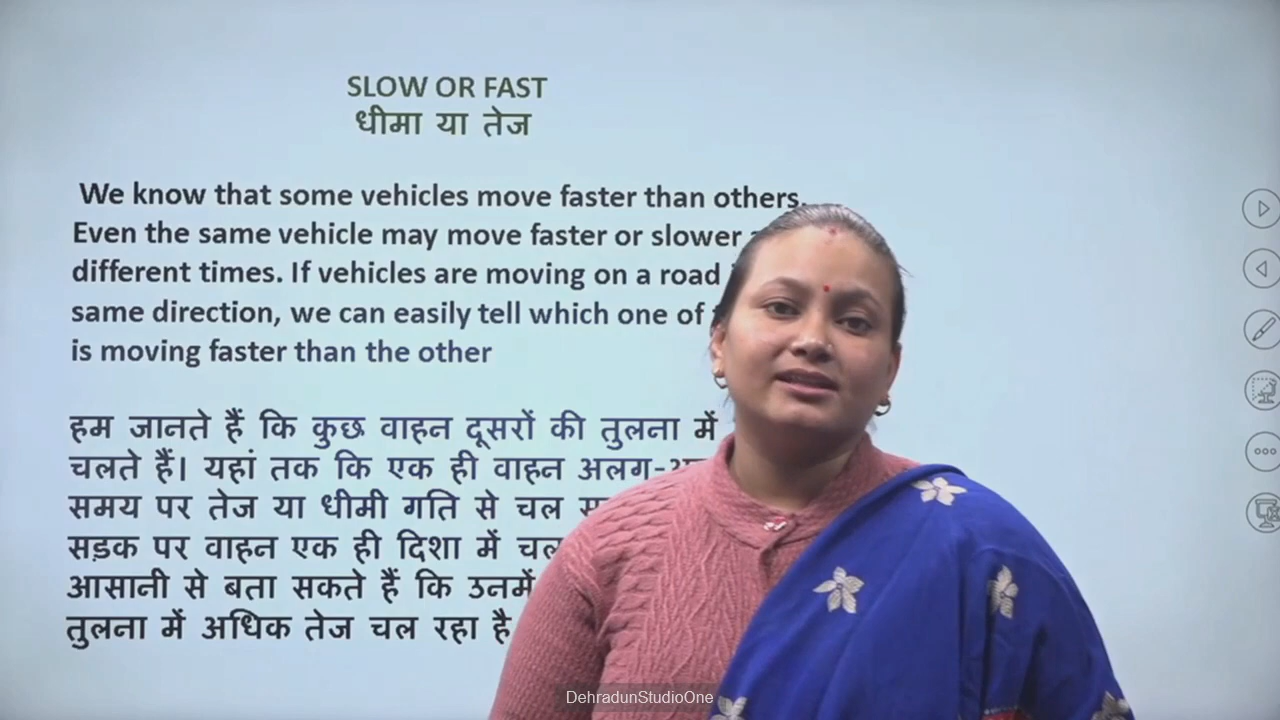 SLOW OR FAST
धीमा या तेज
We know that some vehicles move faster than others.
Even the same vehicle may move faster or slower
different times. If vehicles are moving on a road
same direction, we can easily tell which one of
is moving faster than the other
हम जानते हैं कि कुछ वाहन दूसरों की तुलना में
चलते हैं। यहां तक कि एक ही वाहन
समय पर तेज या धीमी गति से चल
सड़क पर वाहन एक ही दिशा में
आसानी से बता सकते हैं कि उनमें
तुलना में अधिक तेज चल रहा है
DehradunStudioOne